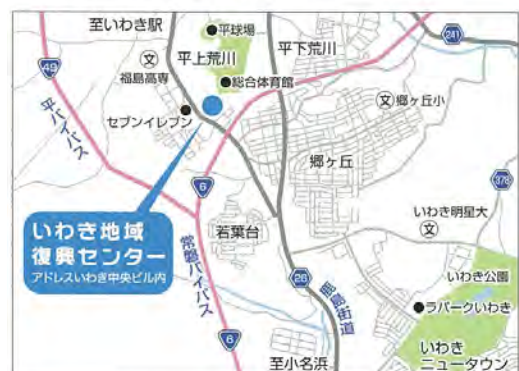 至いわき駅
平球場
平上荒川
平下荒川
241
49
文
福島高専
総合体育館
文 郷ヶ丘小
平バイパス
セブンイレブン
郷ヶ丘
6
378
いわき明星大
文
いわき地域
復興センター
アドレスいわき中央ビル内
若葉台
常磐バイパス
26
鹿島街道
いわき公園
ラパークいわき
6
いわき
ニュータウン
至小名浜